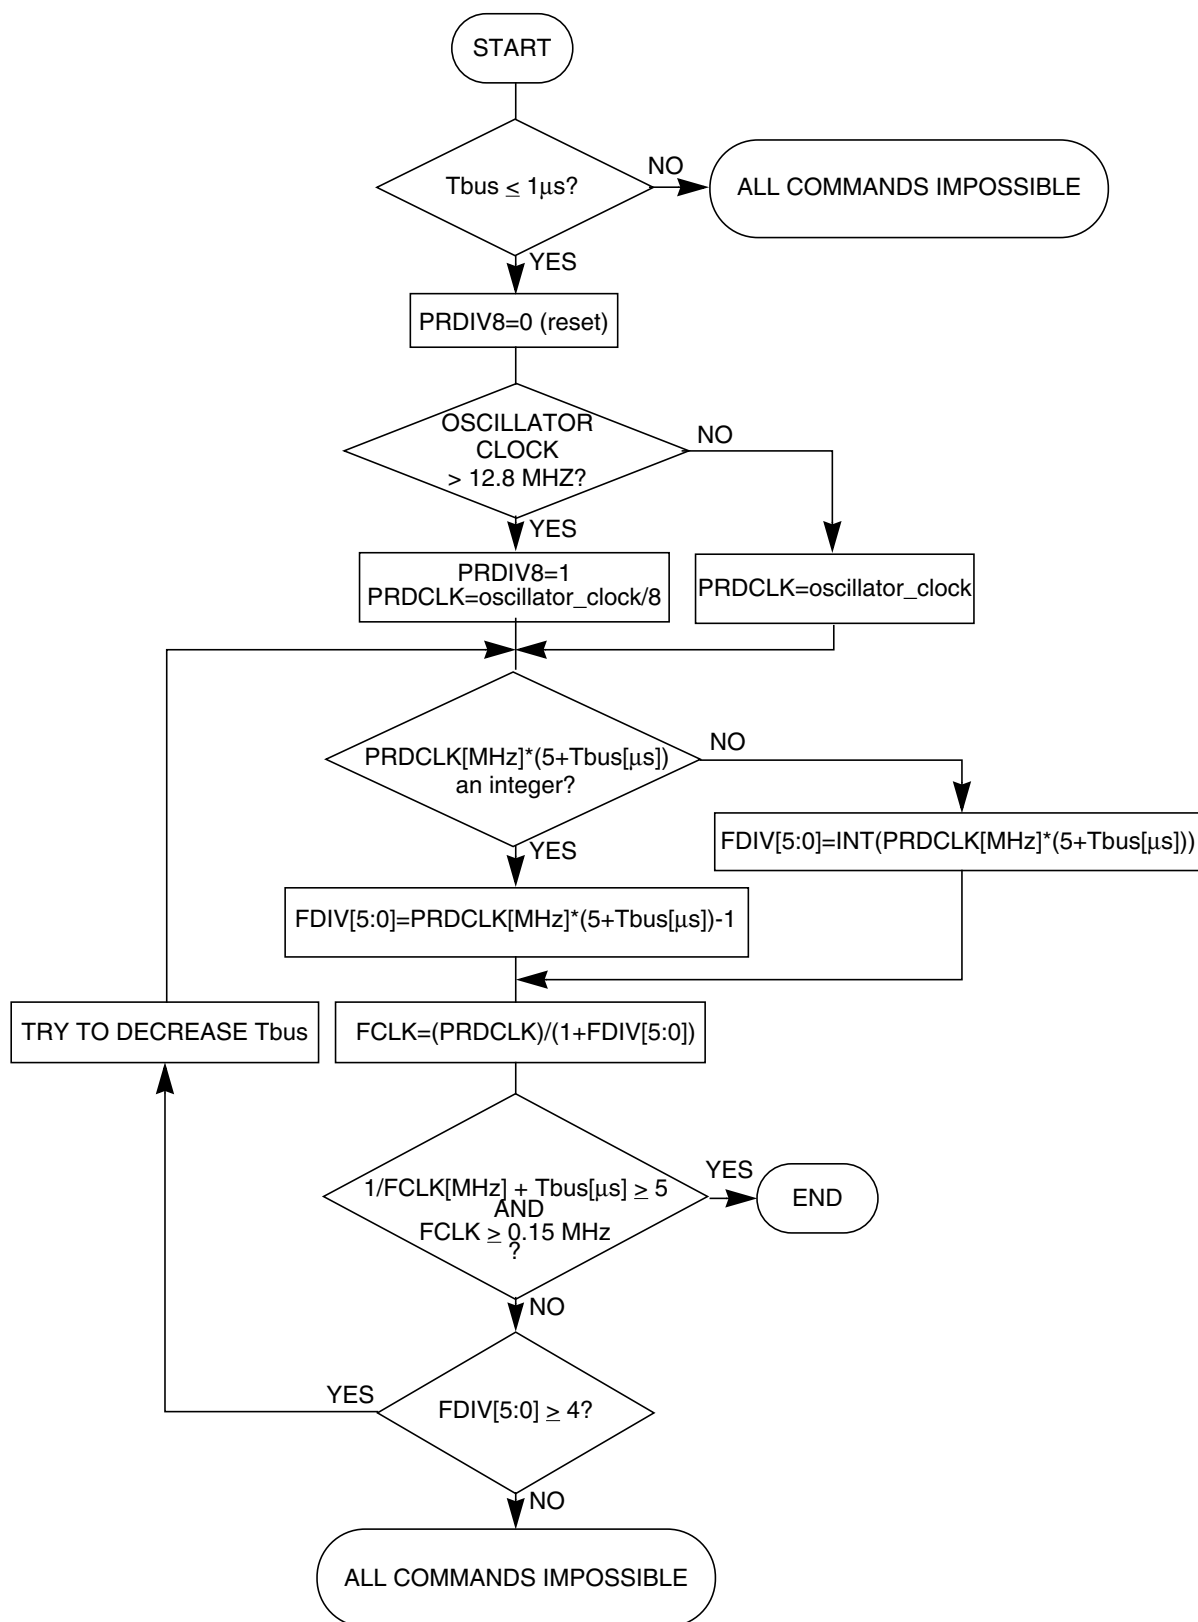 START
Tbus ≤ 1μs?
NO
ALL COMMANDS IMPOSSIBLE
YES
PRDIV8=0 (reset)
OSCILLATOR
CLOCK
> 12.8 MHZ?
NO
YES
PRDIV8=1
PRDCLK=oscillator_clock/8
PRDCLK=oscillator_clock
PRDCLK[MHz]*(5+Tbus[μs])
an integer?
NO
YES
FDIV[5:0]=INT(PRDCLK[MHz]*(5+Tbus[μs]))
FDIV[5:0]=PRDCLK[MHz]*(5+Tbus[μs])-1
TRY TO DECREASE Tbus
FCLK=(PRDCLK)/(1+FDIV[5:0])
1/FCLK[MHz] + Tbus[μs] ≥ 5
AND
FCLK ≥ 0.15 MHz
?
YES
END
NO
FDIV[5:0] ≥ 4?
YES
NO
ALL COMMANDS IMPOSSIBLE